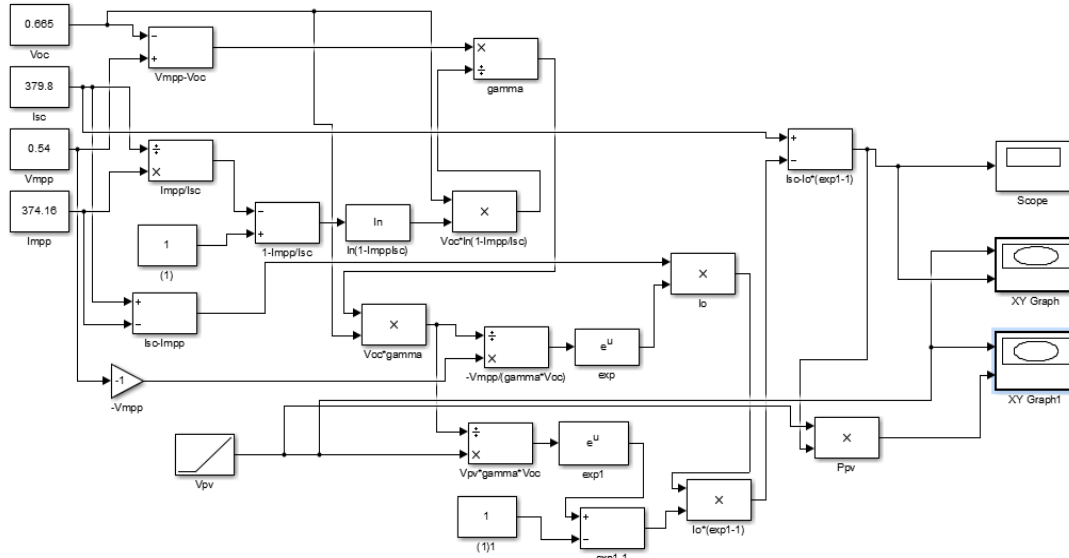 0.665
Voc
379.8
Isc
0.54
Vmpp
374.16
Impp
−
+
Vmpp-Voc
×
÷
gamma
÷
×
Impp/Isc
1
(1)
−
+
1-Impp/Isc
ln
ln(1-ImppIsc)
×
Voc*ln(1-Impp/Isc)
+
−
Isc-Impp
-1
-Vmpp
×
Voc*gamma
÷
×
-Vmpp/(gamma*Voc)
e^u
exp
×
Io
+
−
Isc-Io*(exp1-1)
Scope
XY Graph
XY Graph1
×
Ppv
Vpv
÷
×
Vpv*gamma*Voc
e^u
exp1
1
(1)1
+
−
exp1-1
×
Io*(exp1-1)